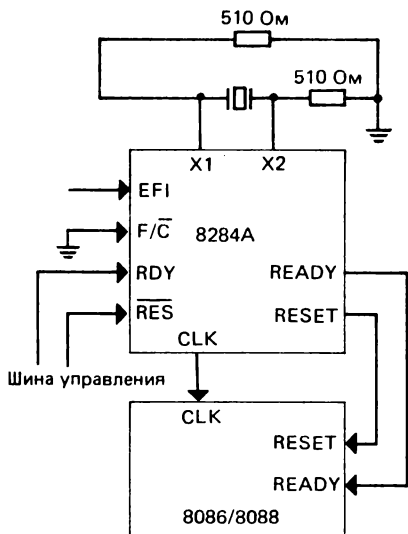 510 Ом
510 Ом
X1 X2
EFI
F/C̅
8284A
RDY
READY
R̅E̅S̅
RESET
CLK
Шина управления
CLK
RESET
READY
8086/8088